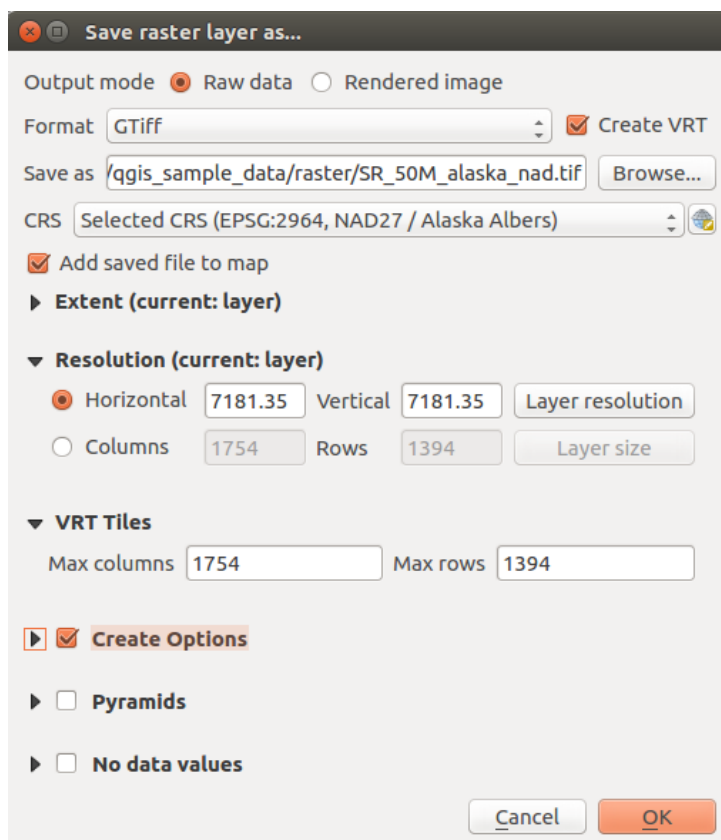 Save raster layer as...
Output mode Raw data Rendered image
Format GTiff Create VRT
Save as /qgis_sample_data/raster/SR_50M_alaska_nad.tif Browse...
CRS Selected CRS (EPSG:2964, NAD27 / Alaska Albers)
Add saved file to map
Extent (current: layer)
Resolution (current: layer)
Horizontal 7181.35 Vertical 7181.35 Layer resolution
Columns 1754 Rows 1394 Layer size
VRT Tiles
Max columns 1754 Max rows 1394
Create Options
Pyramids
No data values
Cancel OK